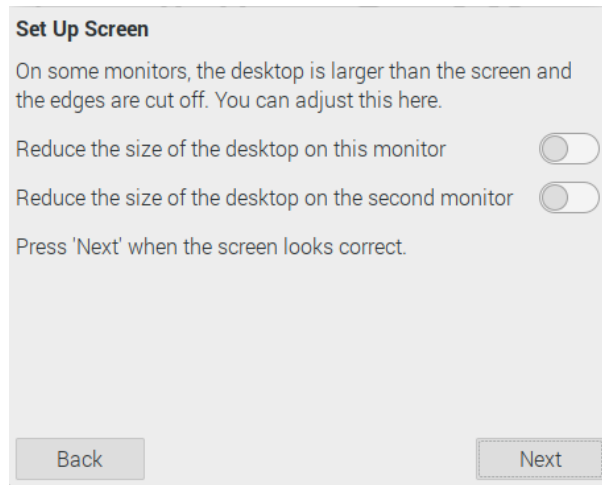 Set Up Screen
On some monitors, the desktop is larger than the screen and
the edges are cut off. You can adjust this here.
Reduce the size of the desktop on this monitor
Reduce the size of the desktop on the second monitor
Press 'Next' when the screen looks correct.
Back
Next